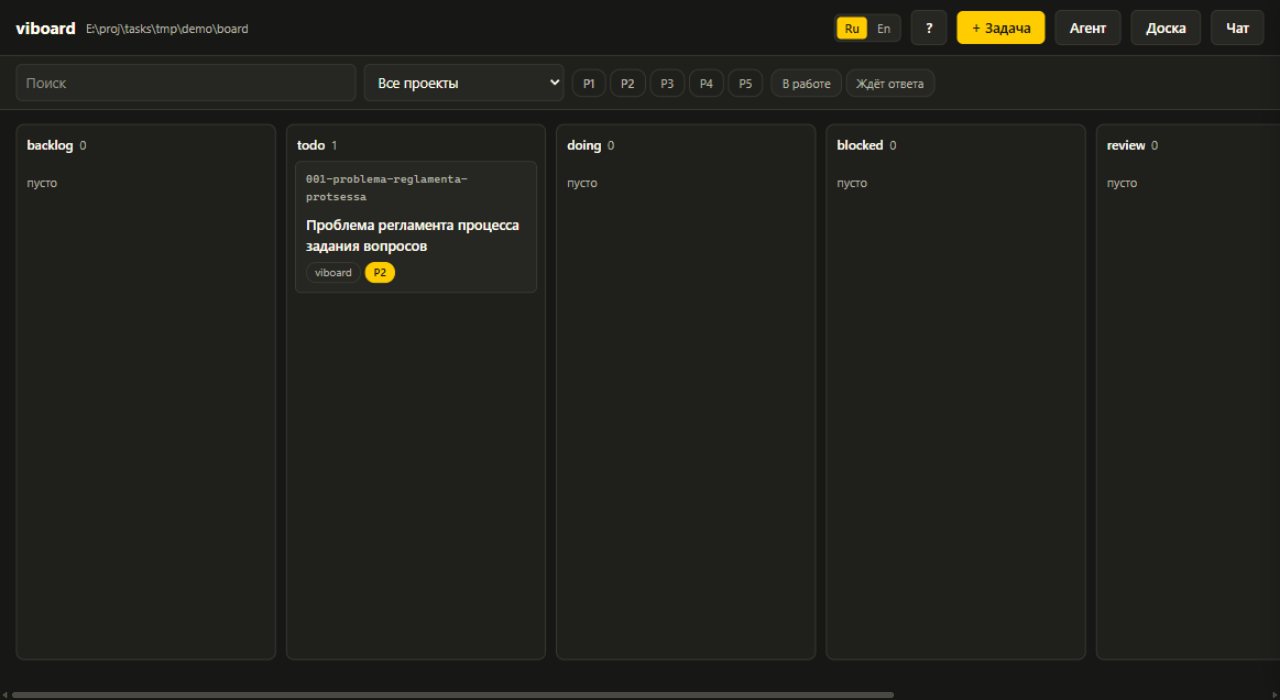 viboard E:\proj\tasks\tmp\demo\board Ru En ? + Задача Агент Доска Чат
Поиск Все проекты P1 P2 P3 P4 P5 В работе Ждёт ответа
backlog 0
пусто
todo 1
001-problema-reglamenta-
protsessa
Проблема регламента процесса
задания вопросов
viboard P2
doing 0
пусто
blocked 0
пусто
review 0
пусто